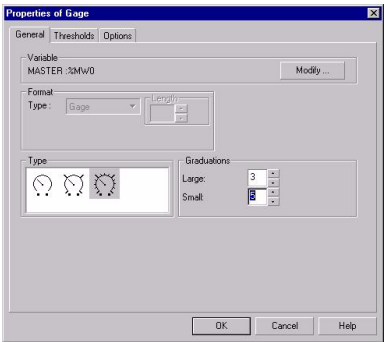 Properties of Gage
General Thresholds Options
Variable
MASTER :%MW0
Modify ...
Format
Type : Gage
Length
Type
Graduations
Large: 3
Small: 5
OK Cancel Help